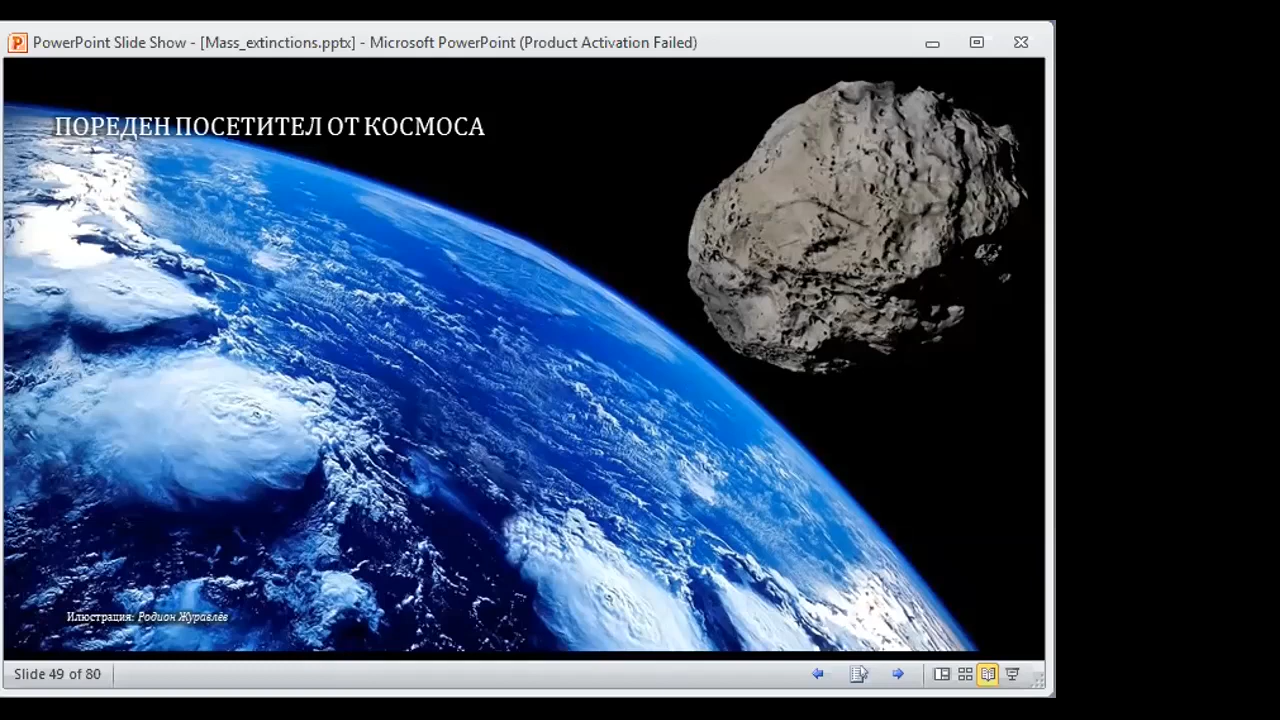 PowerPoint Slide Show - [Mass_extinctions.pptx] - Microsoft PowerPoint (Product Activation Failed)
ПОРЕДЕН ПОСЕТИТЕЛ ОТ КОСМОСА
Илюстрация: Родион Журавлёв
Slide 49 of 80